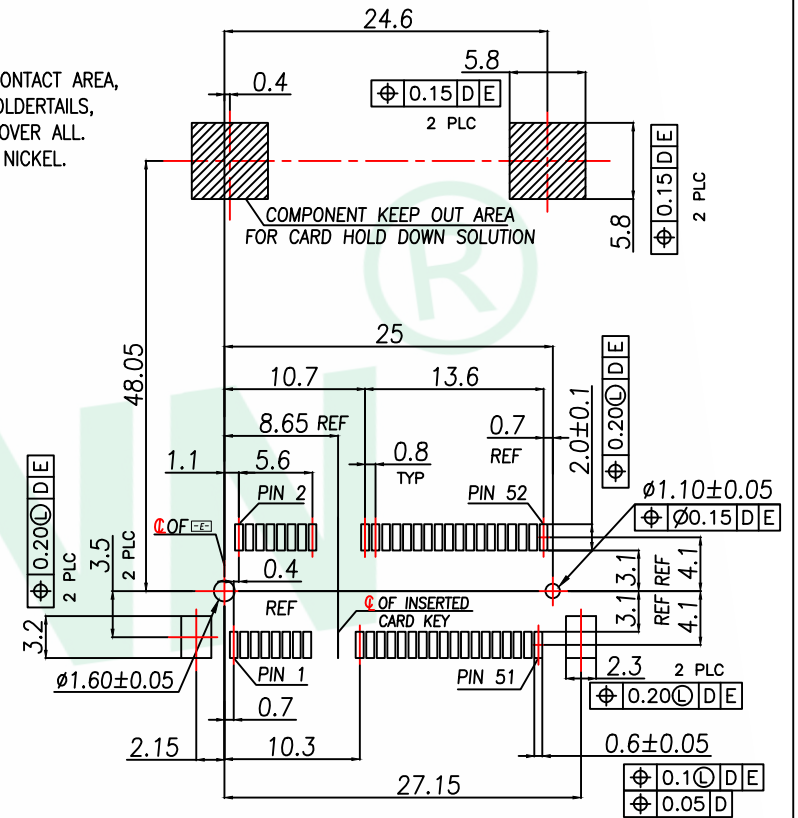 24.6
5.8
ONTACT AREA,
0.4
⌖ 0.15 D E
OLDERTAILS,
2 PLC
OVER ALL.
NICKEL.
⌖ 0.15 D E
2 PLC
5.8
COMPONENT KEEP OUT AREA
FOR CARD HOLD DOWN SOLUTION
®
48.05
25
10.7
13.6
⌖ 0.20Ⓛ D E
2.0±0.1
8.65 REF
0.7
REF
0.8
TYP
1.1
5.6
PIN 2
PIN 52
⌖ 0.20Ⓛ D E
2 PLC
3.5
2 PLC
℄ OF -E-
ø1.10±0.05
⌖ Ø0.15 D E
0.4
REF
3.1
REF
4.1
3.1
REF
4.1
℄ OF INSERTED
CARD KEY
3.2
ø1.60±0.05
PIN 1
PIN 51
2.3 2 PLC
⌖ 0.20Ⓛ D E
0.7
2.15
10.3
0.6±0.05
27.15
⌖ 0.1Ⓛ D E
⌖ 0.05 D